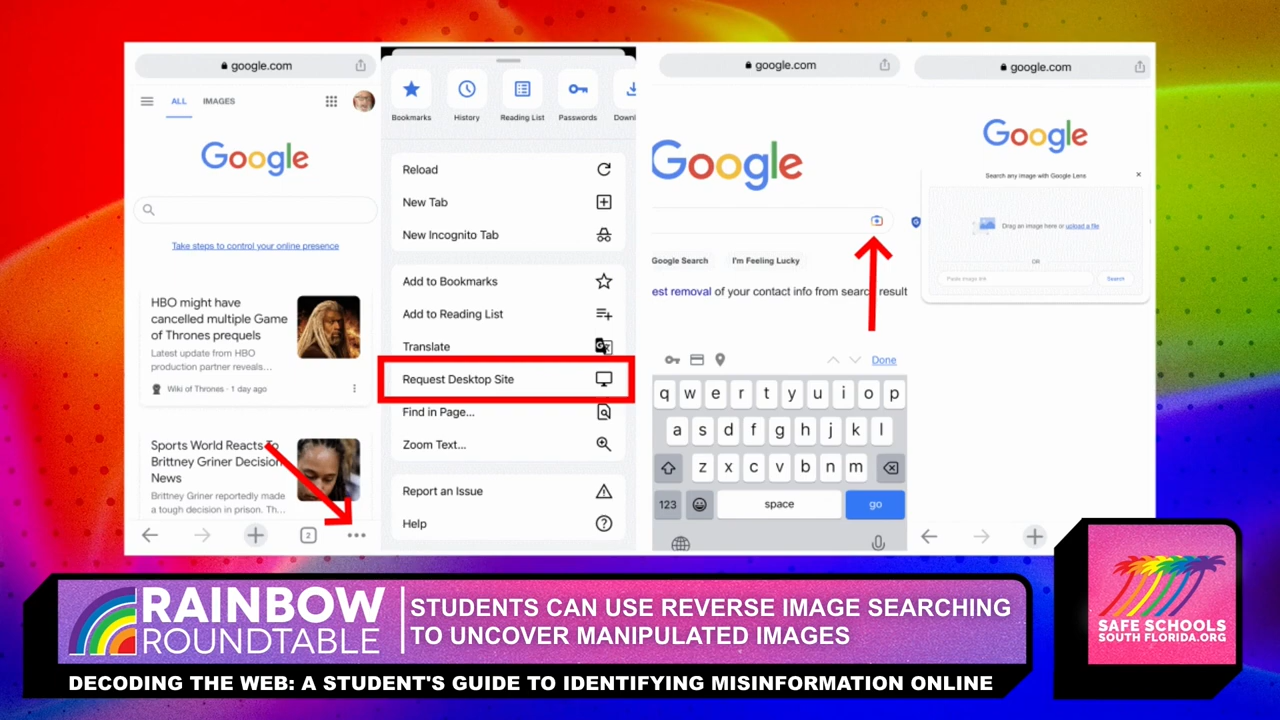 google.com
ALL IMAGES
Google
Take steps to control your online presence
HBO might have
cancelled multiple Game
of Thrones prequels
Latest update from HBO
production partner reveals...
Wiki of Thrones · 1 day ago
Sports World Reacts To
Brittney Griner Decision
News
Brittney Griner reportedly made
a tough decision in prison. Th...
2
Bookmarks History Reading List Passwords Downl
Reload
New Tab
New Incognito Tab
Add to Bookmarks
Add to Reading List
Translate
Request Desktop Site
Find in Page...
Zoom Text...
Report an Issue
Help
google.com
Google
Google Search I'm Feeling Lucky
est removal of your contact info from search result
Done
q w e r t y u i o p
a s d f g h j k l
z x c v b n m
123 space go
google.com
Google
Search any image with Google Lens
Drag an image here or upload a file
OR
Paste image link Search
RAINBOW
ROUNDTABLE
STUDENTS CAN USE REVERSE IMAGE SEARCHING
TO UNCOVER MANIPULATED IMAGES
DECODING THE WEB: A STUDENT'S GUIDE TO IDENTIFYING MISINFORMATION ONLINE
SAFE SCHOOLS
SOUTH FLORIDA.ORG